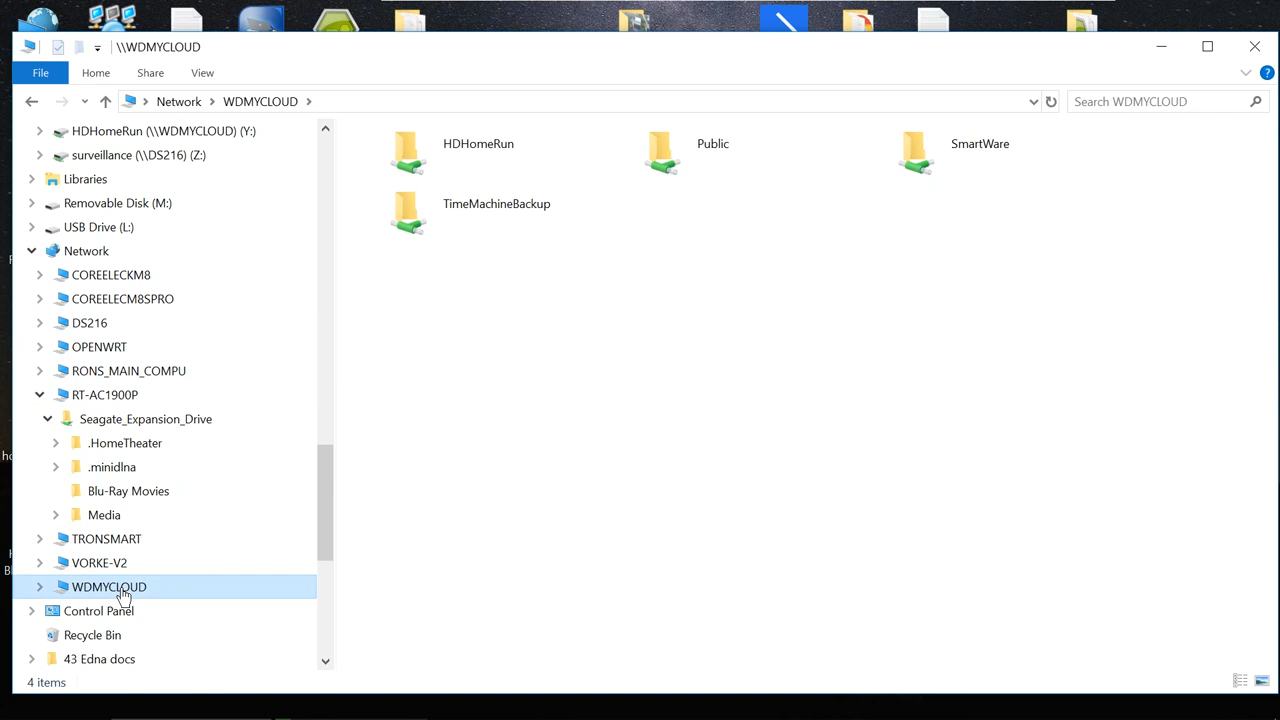 \\WDMYCLOUD
File Home Share View
Network WDMYCLOUD
Search WDMYCLOUD
HDHomeRun (\\WDMYCLOUD) (Y:)
surveillance (\\DS216) (Z:)
Libraries
Removable Disk (M:)
USB Drive (L:)
Network
COREELECKM8
COREELECM8SPRO
DS216
OPENWRT
RONS_MAIN_COMPU
RT-AC1900P
Seagate_Expansion_Drive
.HomeTheater
.minidlna
Blu-Ray Movies
Media
TRONSMART
VORKE-V2
WDMYCLOUD
Control Panel
Recycle Bin
43 Edna docs
HDHomeRun
Public
SmartWare
TimeMachineBackup
4 items